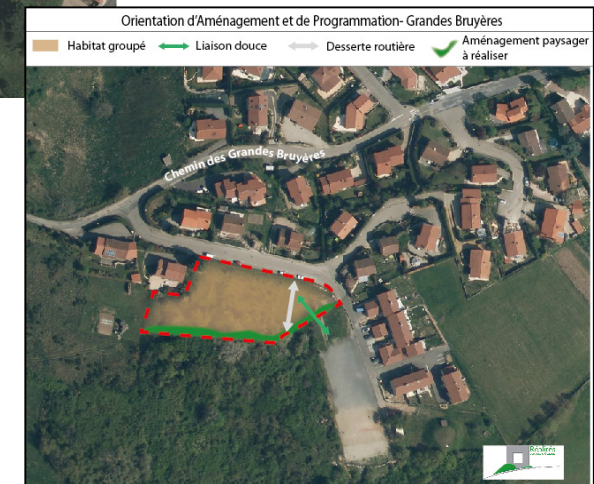 Orientation d'Aménagement et de Programmation- Grandes Bruyères
Habitat groupé
Liaison douce
Desserte routière
Aménagement paysager
à réaliser
Chemin des Grandes Bruyères
Réalités